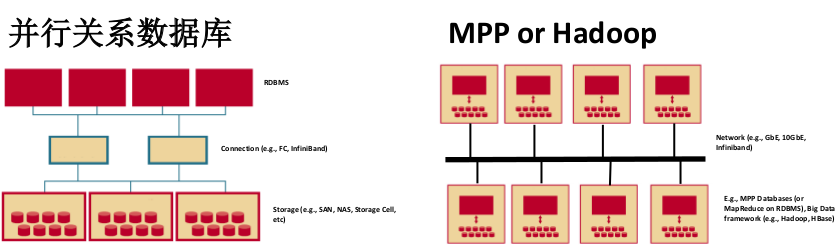 并行关系数据库
RDBMS
Connection (e.g., FC, InfiniBand)
Storage (e.g., SAN, NAS, Storage Cell,
etc)
MPP or Hadoop
Network (e.g., GbE, 10GbE,
Infiniband)
E.g., MPP Databases (or
MapReduce on RDBMS), Big Data
framework (e.g., Hadoop, HBase)